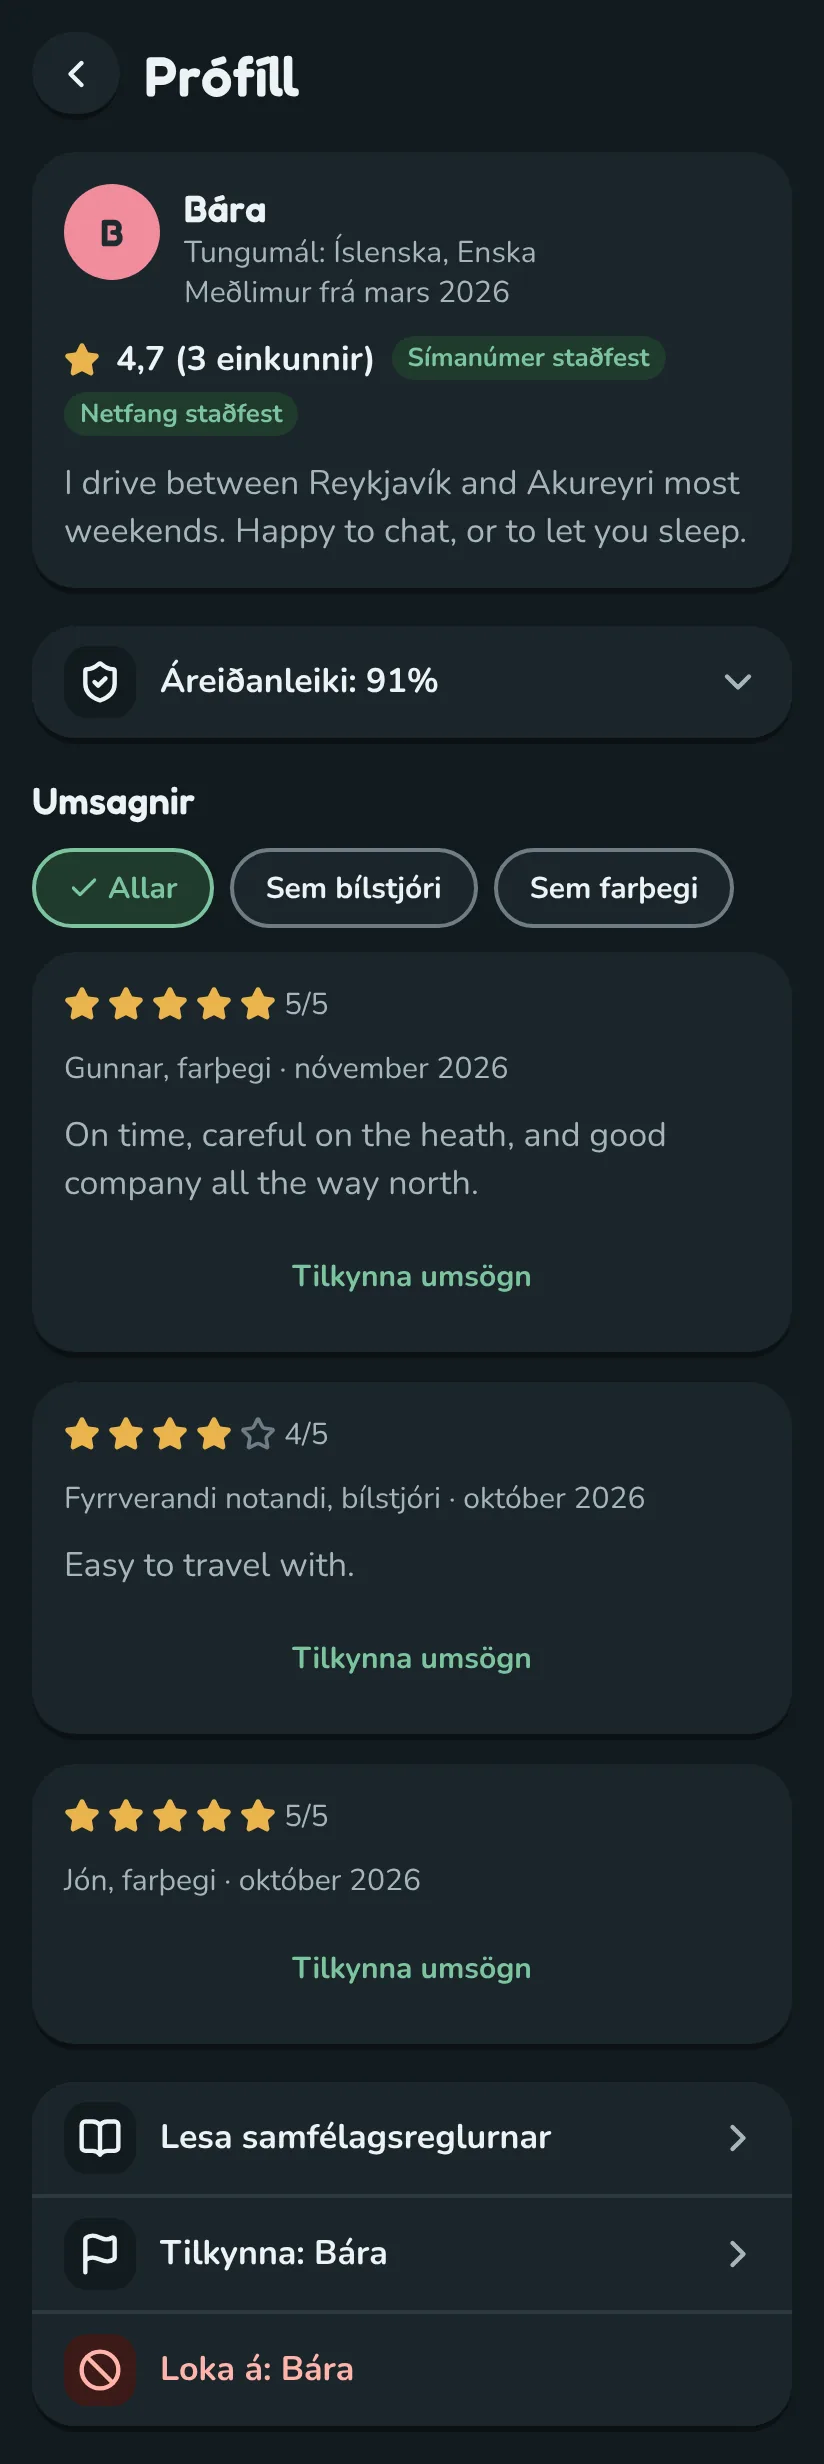 Prófíll
B
Bára
Tungumál: Íslenska, Enska
Meðlimur frá mars 2026
4,7 (3 einkunnir)
Símanúmer staðfest
Netfang staðfest
I drive between Reykjavík and Akureyri most
weekends. Happy to chat, or to let you sleep.
Áreiðanleiki: 91%
Umsagnir
Allar
Sem bílstjóri
Sem farþegi
5/5
Gunnar, farþegi · nóvember 2026
On time, careful on the heath, and good
company all the way north.
Tilkynna umsögn
4/5
Fyrrverandi notandi, bílstjóri · október 2026
Easy to travel with.
Tilkynna umsögn
5/5
Jón, farþegi · október 2026
Tilkynna umsögn
Lesa samfélagsreglurnar
Tilkynna: Bára
Loka á: Bára